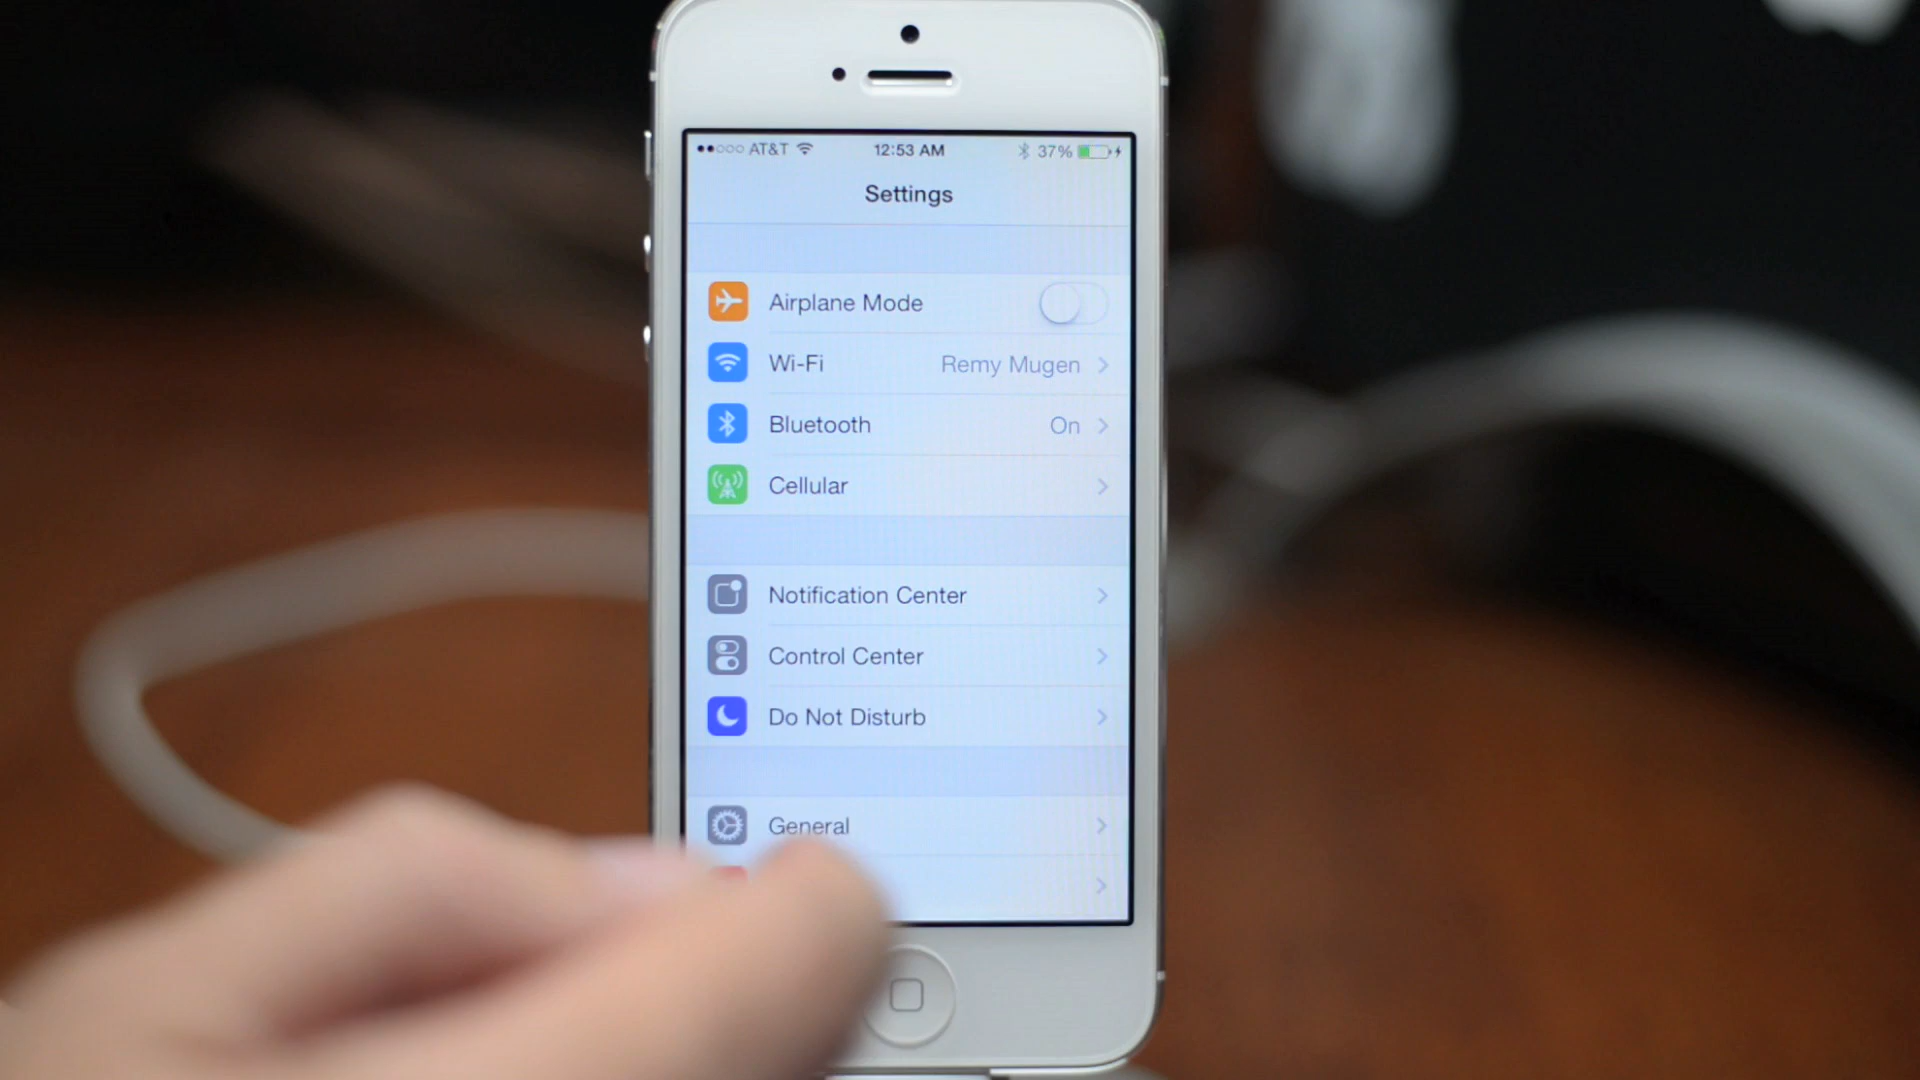 AT&T 12:53 AM 37%
Settings
Airplane Mode
Wi-Fi Remy Mugen
Bluetooth On
Cellular
Notification Center
Control Center
Do Not Disturb
General